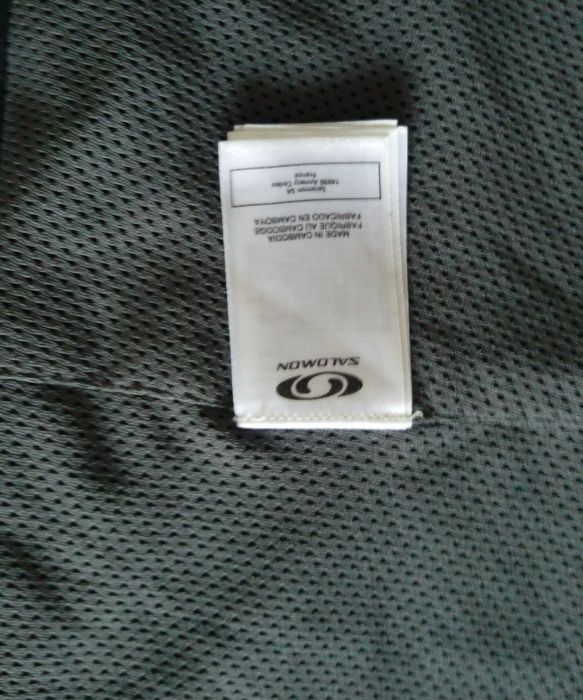 SALOMON
MADE IN CAMBODIA
FABRIQUE AU CAMBODGE
FABRICADO EN CAMBOYA
Salomon SA
74996 Annecy Cedex
France